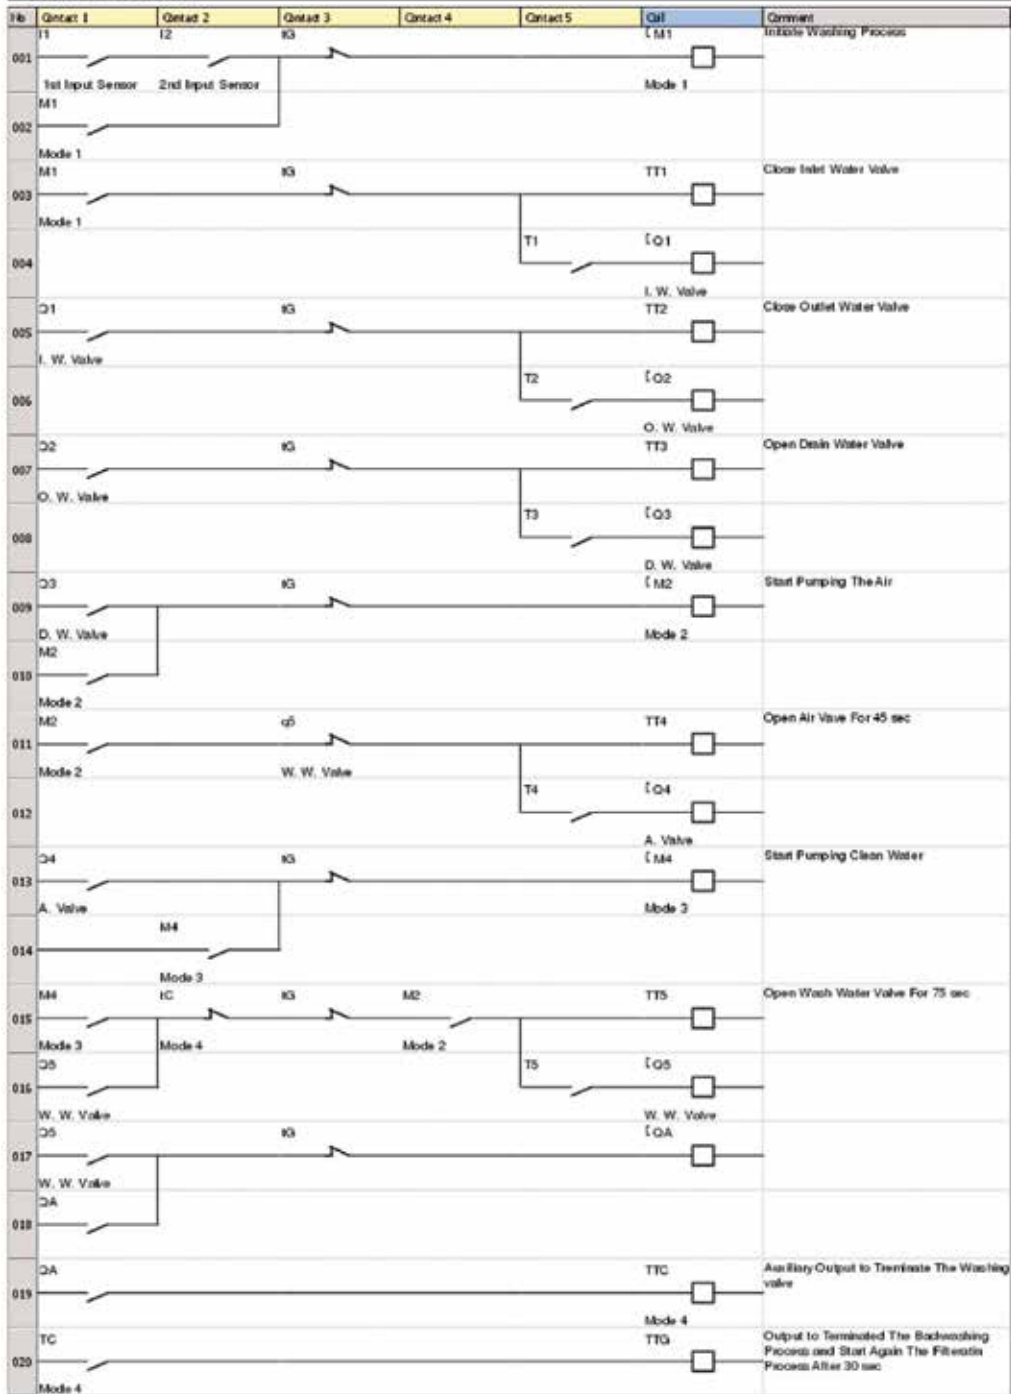 No Contact 1 Contact 2 Contact 3 Contact 4 Contact 5 Coil Comment
I1 I2 tG [ M1 Initiate Washing Process
001
1st Input Sensor 2nd Input Sensor Mode 1
M1
002
Mode 1
M1 tG TT1 Close Inlet Water Valve
003
Mode 1
T1 [ Q1
004
I. W. Valve
Q1 tG TT2 Close Outlet Water Valve
005
I. W. Valve
T2 [ Q2
006
O. W. Valve
Q2 tG TT3 Open Drain Water Valve
007
O. W. Valve
T3 [ Q3
008
D. W. Valve
Q3 tG [ M2 Start Pumping The Air
009
D. W. Valve Mode 2
M2
010
Mode 2
M2 q5 TT4 Open Air Vave For 45 sec
011
Mode 2 W. W. Valve
T4 [ Q4
012
A. Valve
Q4 tG [ M4 Start Pumping Clean Water
013
A. Valve Mode 3
M4
014
Mode 3
M4 tC tG M2 TT5 Open Wash Water Valve For 75 sec
015
Mode 3 Mode 4 Mode 2
Q5 T5 [ Q5
016
W. W. Valve W. W. Valve
Q5 tG [ QA
017
W. W. Valve
QA
018
QA TTC Auxiliary Output to Treminate The Washing
019 valve
Mode 4
TC TTG Output to Terminated The Backwashing
020 Process and Start Again The Filteratin
Process After 30 sec
Mode 4